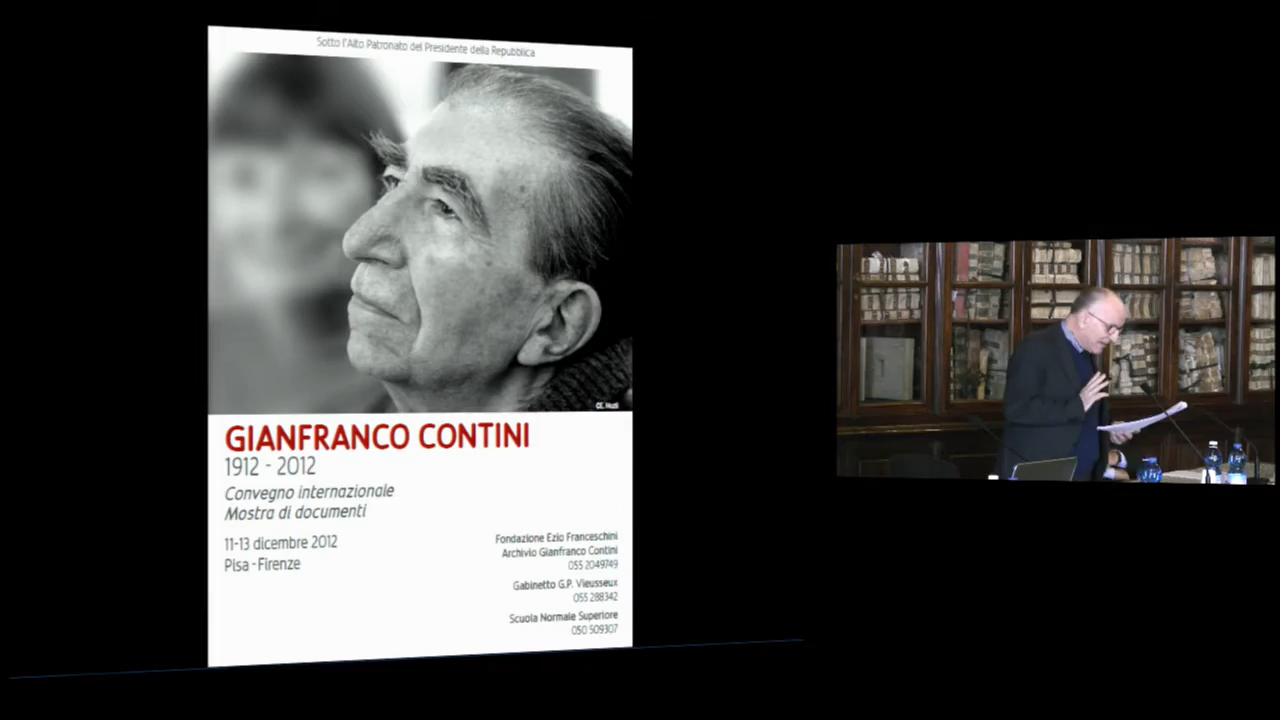 Sotto l'Alto Patronato del Presidente della Repubblica
GIANFRANCO CONTINI
1912 - 2012
Convegno internazionale
Mostra di documenti
11-13 dicembre 2012
Pisa - Firenze
Fondazione Ezio Franceschini
Archivio Gianfranco Contini
055 2049749
Gabinetto G.P. Vieusseux
055 288342
Scuola Normale Superiore
050 509307